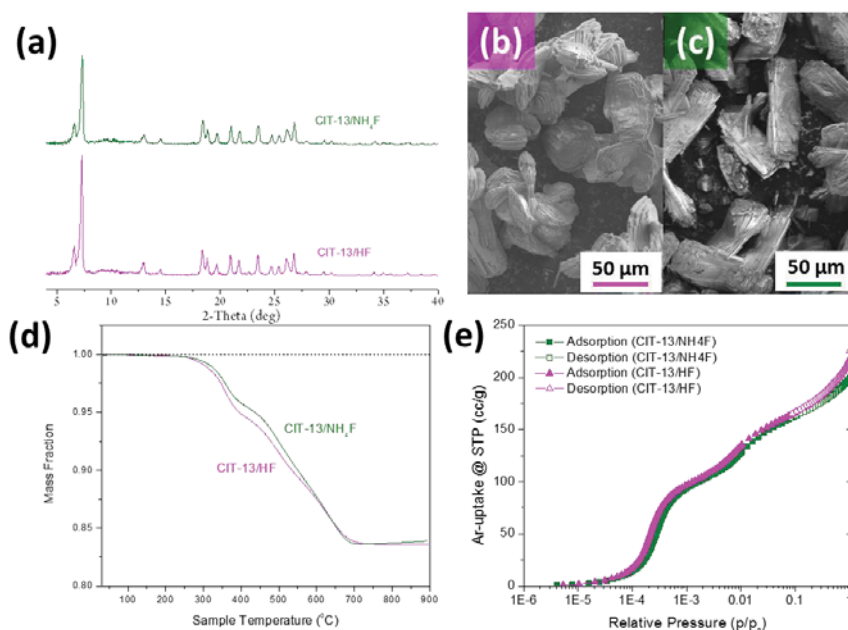 (a)
CIT-13/NH4F
CIT-13/HF
5 10 15 20 25 30 35 40
2-Theta (deg)
(b)
50 µm
(c)
50 µm
(d)
1.00
0.95
0.90
0.85
0.80
Mass Fraction
CIT-13/NH4F
CIT-13/HF
100 200 300 400 500 600 700 800 900
Sample Temperature (⁰C)
(e)
250
225
200
150
100
50
0
Ar-uptake @ STP (cc/g)
Adsorption (CIT-13/NH4F)
Desorption (CIT-13/NH4F)
Adsorption (CIT-13/HF)
Desorption (CIT-13/HF)
1E-6 1E-5 1E-4 1E-3 0.01 0.1 1
Relative Pressure (p/p₀)